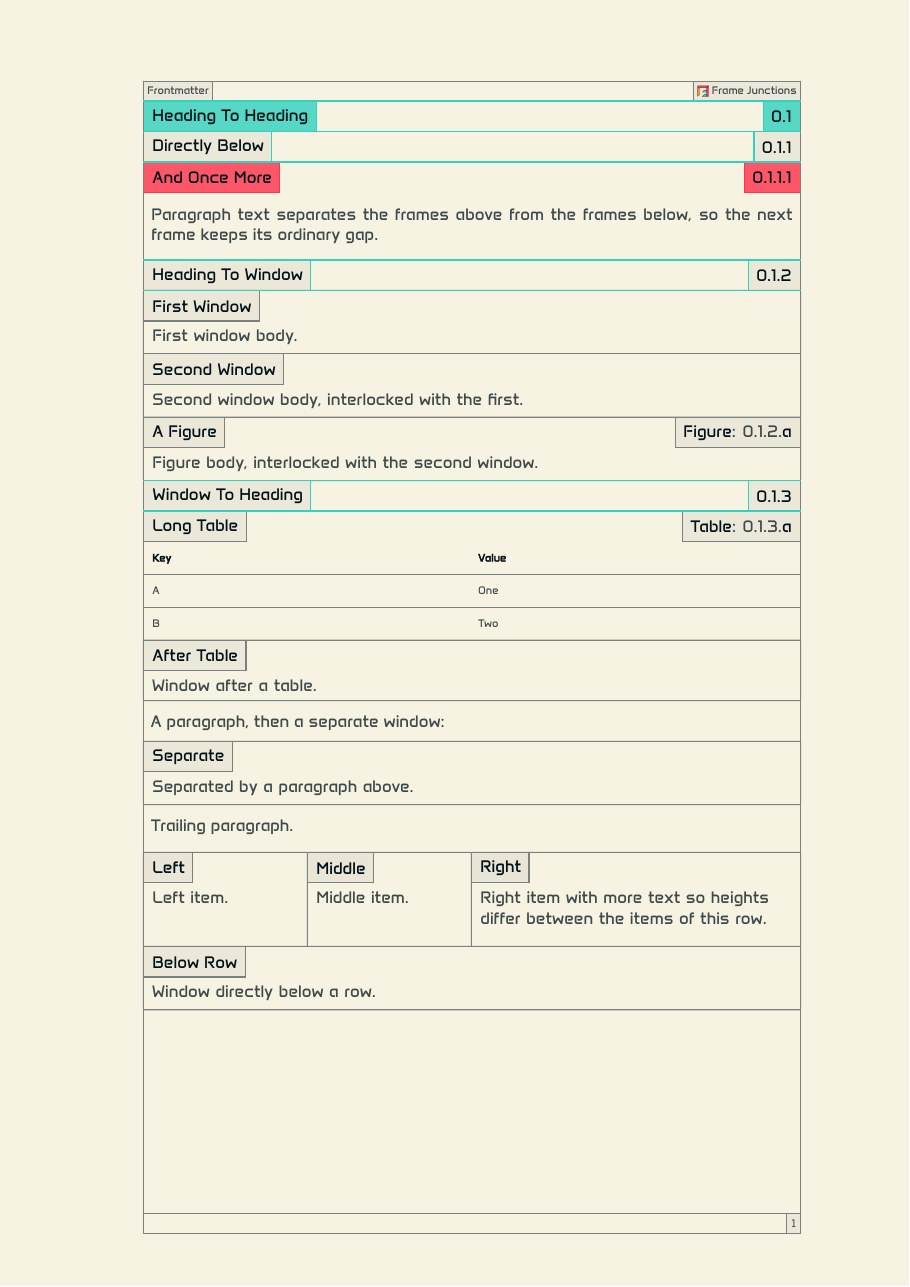 Frontmatter
Frame Junctions
Heading To Heading 0.1
Directly Below 0.1.1
And Once More 0.1.1.1
Paragraph text separates the frames above from the frames below, so the next
frame keeps its ordinary gap.
Heading To Window 0.1.2
First Window
First window body.
Second Window
Second window body, interlocked with the first.
A Figure Figure: 0.1.2.a
Figure body, interlocked with the second window.
Window To Heading 0.1.3
Long Table Table: 0.1.3.a
Key Value
A One
B Two
After Table
Window after a table.
A paragraph, then a separate window:
Separate
Separated by a paragraph above.
Trailing paragraph.
Left
Left item.
Middle
Middle item.
Right
Right item with more text so heights
differ between the items of this row.
Below Row
Window directly below a row.
1